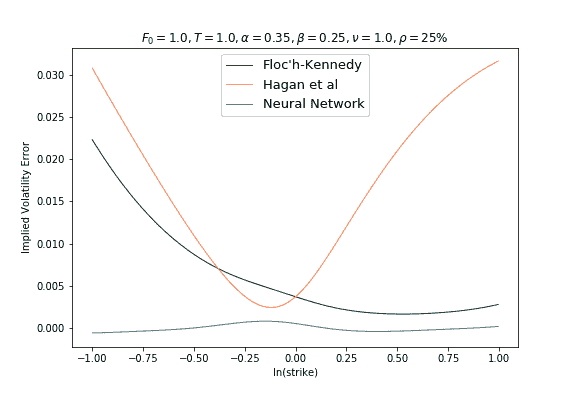 F₀ = 1.0, T = 1.0, α = 0.35, β = 0.25, ν = 1.0, ρ = 25%
Floc'h-Kennedy
Hagan et al
Neural Network
Implied Volatility Error
0.030
0.025
0.020
0.015
0.010
0.005
0.000
−1.00 −0.75 −0.50 −0.25 0.00 0.25 0.50 0.75 1.00
ln(strike)